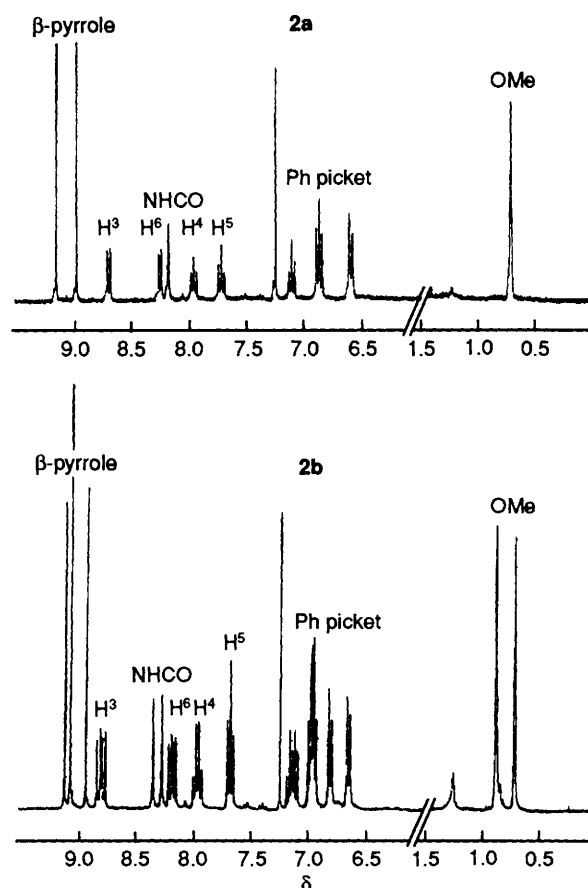 2a
β-pyrrole
OMe
Ph picket
NHCO
H³ H⁶ H⁴ H⁵
9.0 8.5 8.0 7.5 7.0 6.5 1.5 1.0 0.5
2b
β-pyrrole
OMe
H⁵
Ph picket
NHCO
H³ H⁶ H⁴
9.0 8.5 8.0 7.5 7.0 6.5 1.5 1.0 0.5
δ